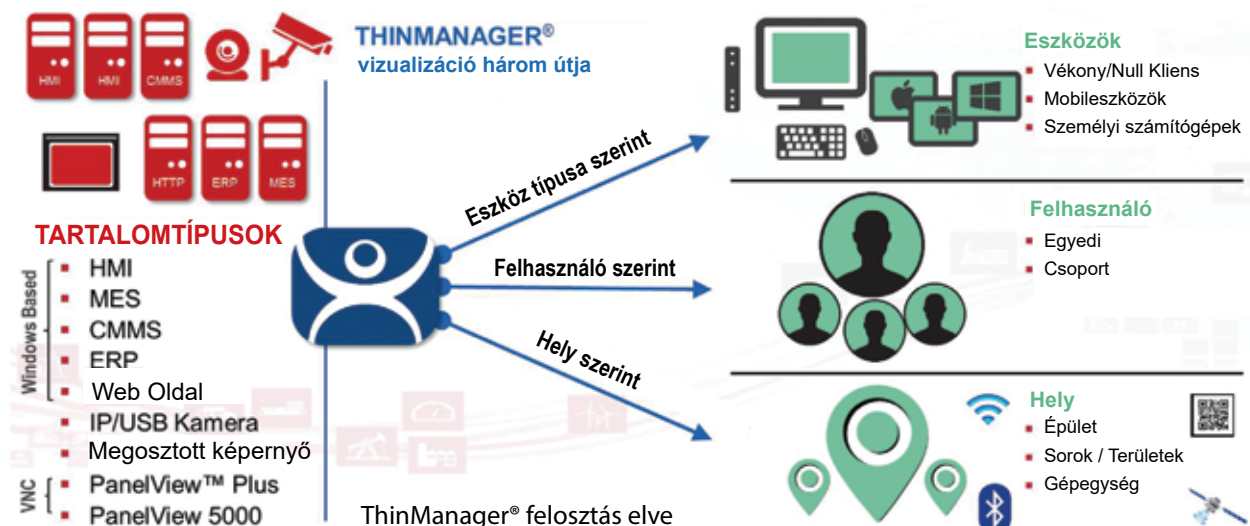 HMI
HMI
CMMS
HTTP
ERP
MES
THINMANAGER®
vizualizáció három útja
TARTALOMTÍPUSOK
Windows Based
HMI
MES
CMMS
ERP
Web Oldal
IP/USB Kamera
Megosztott képernyő
VNC
PanelView™ Plus
PanelView 5000
Eszköz típusa szerint
Felhasználó szerint
Hely szerint
ThinManager® felosztás elve
Eszközök
Vékony/Null Kliens
Mobileszközök
Személyi számítógépek
Felhasználó
Egyedi
Csoport
Hely
Épület
Sorok / Területek
Gépegység